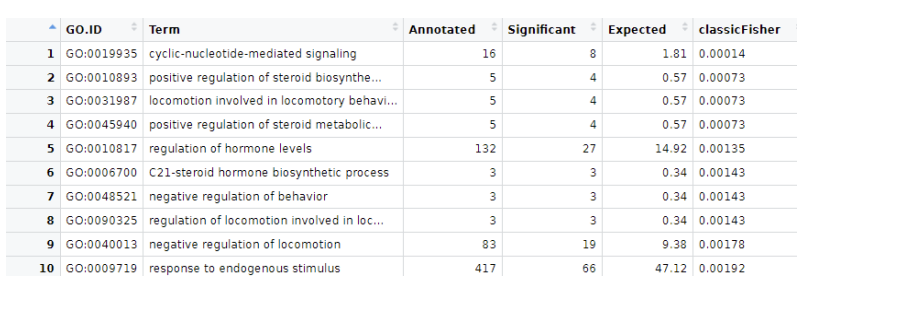 GO.ID Term Annotated Significant Expected classicFisher
1 GO:0019935 cyclic-nucleotide-mediated signaling 16 8 1.81 0.00014
2 GO:0010893 positive regulation of steroid biosynthe... 5 4 0.57 0.00073
3 GO:0031987 locomotion involved in locomotory behavi... 5 4 0.57 0.00073
4 GO:0045940 positive regulation of steroid metabolic... 5 4 0.57 0.00073
5 GO:0010817 regulation of hormone levels 132 27 14.92 0.00135
6 GO:0006700 C21-steroid hormone biosynthetic process 3 3 0.34 0.00143
7 GO:0048521 negative regulation of behavior 3 3 0.34 0.00143
8 GO:0090325 regulation of locomotion involved in loc... 3 3 0.34 0.00143
9 GO:0040013 negative regulation of locomotion 83 19 9.38 0.00178
10 GO:0009719 response to endogenous stimulus 417 66 47.12 0.00192